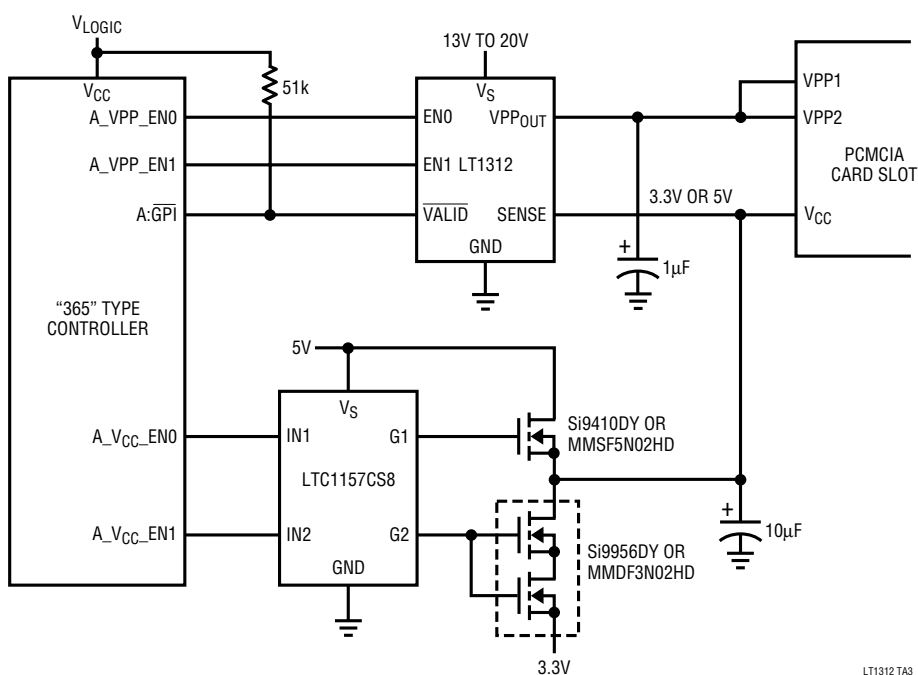 VLOGIC
51k
VCC
A_VPP_EN0
A_VPP_EN1
A:GPI
"365" TYPE
CONTROLLER
A_VCC_EN0
A_VCC_EN1
13V TO 20V
VS
EN0
VPPOUT
EN1 LT1312
VALID
SENSE
GND
3.3V OR 5V
1µF
VPP1
VPP2
PCMCIA
CARD SLOT
VCC
5V
VS
IN1
G1
LTC1157CS8
IN2
G2
GND
Si9410DY OR
MMSF5N02HD
Si9956DY OR
MMDF3N02HD
10µF
3.3V
LT1312 TA3